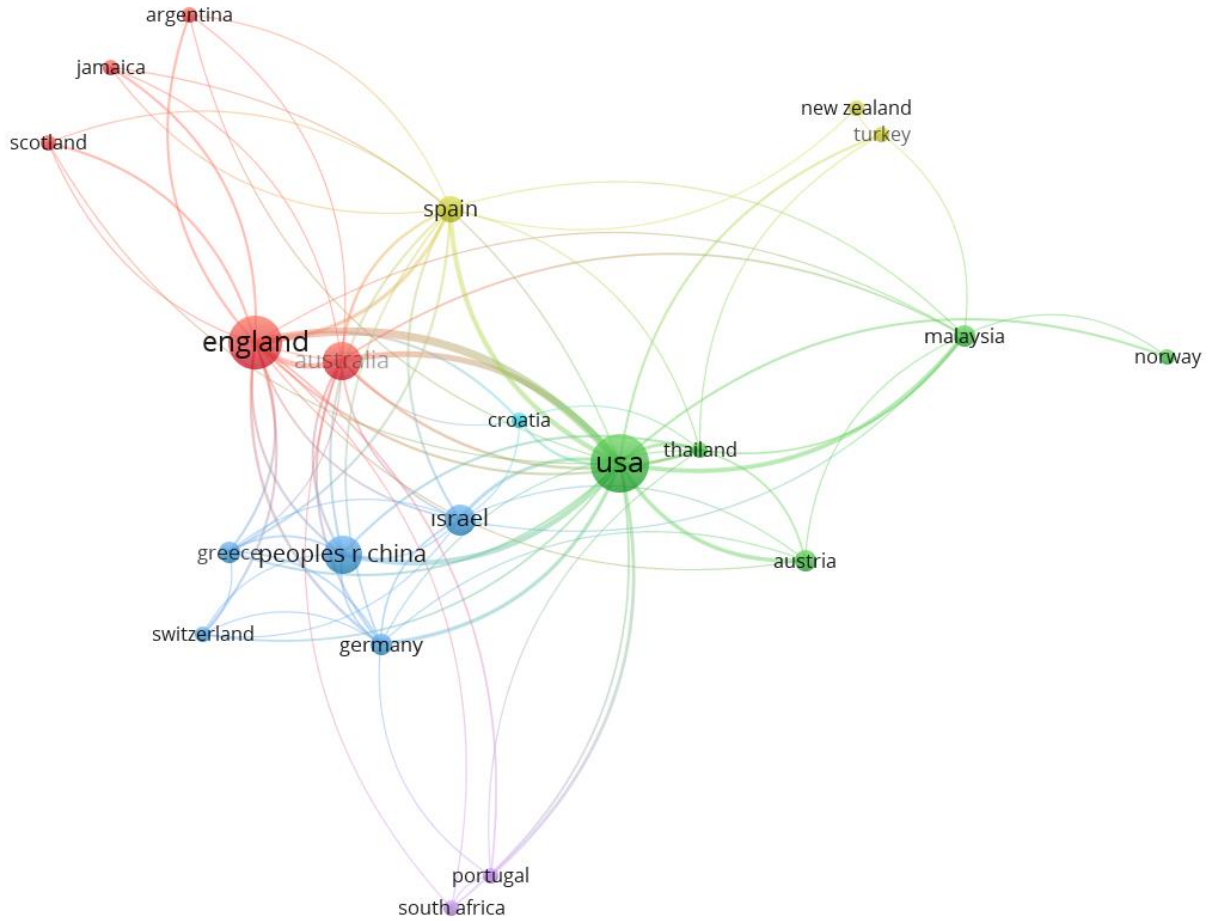 argentina
jamaica
scotland
new zealand
turkey
spain
england
australia
malaysia
norway
croatia
thailand
usa
ısrael
greece
peoples r china
austria
switzerland
germany
portugal
south africa